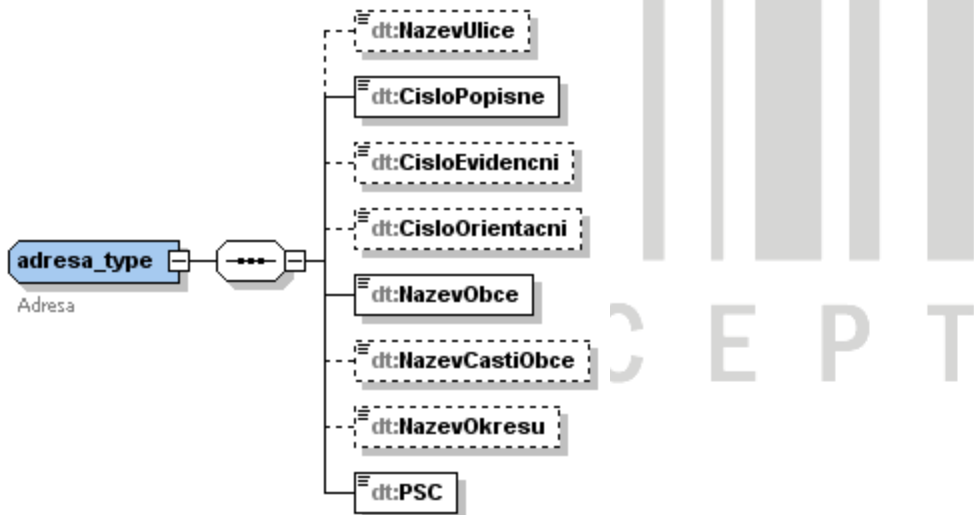 dt:NazevUlice
dt:CisloPopisne
dt:CisloEvidencni
dt:CisloOrientacni
adresa_type
Adresa
dt:NazevObce
dt:NazevCastiObce
dt:NazevOkresu
dt:PSC
C E P T